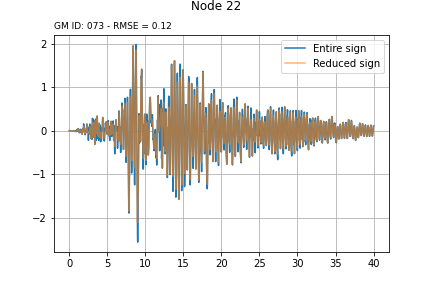 Node 22
GM ID: 073 - RMSE = 0.12
Entire sign
Reduced sign
2
1
0
−1
−2
0 5 10 15 20 25 30 35 40